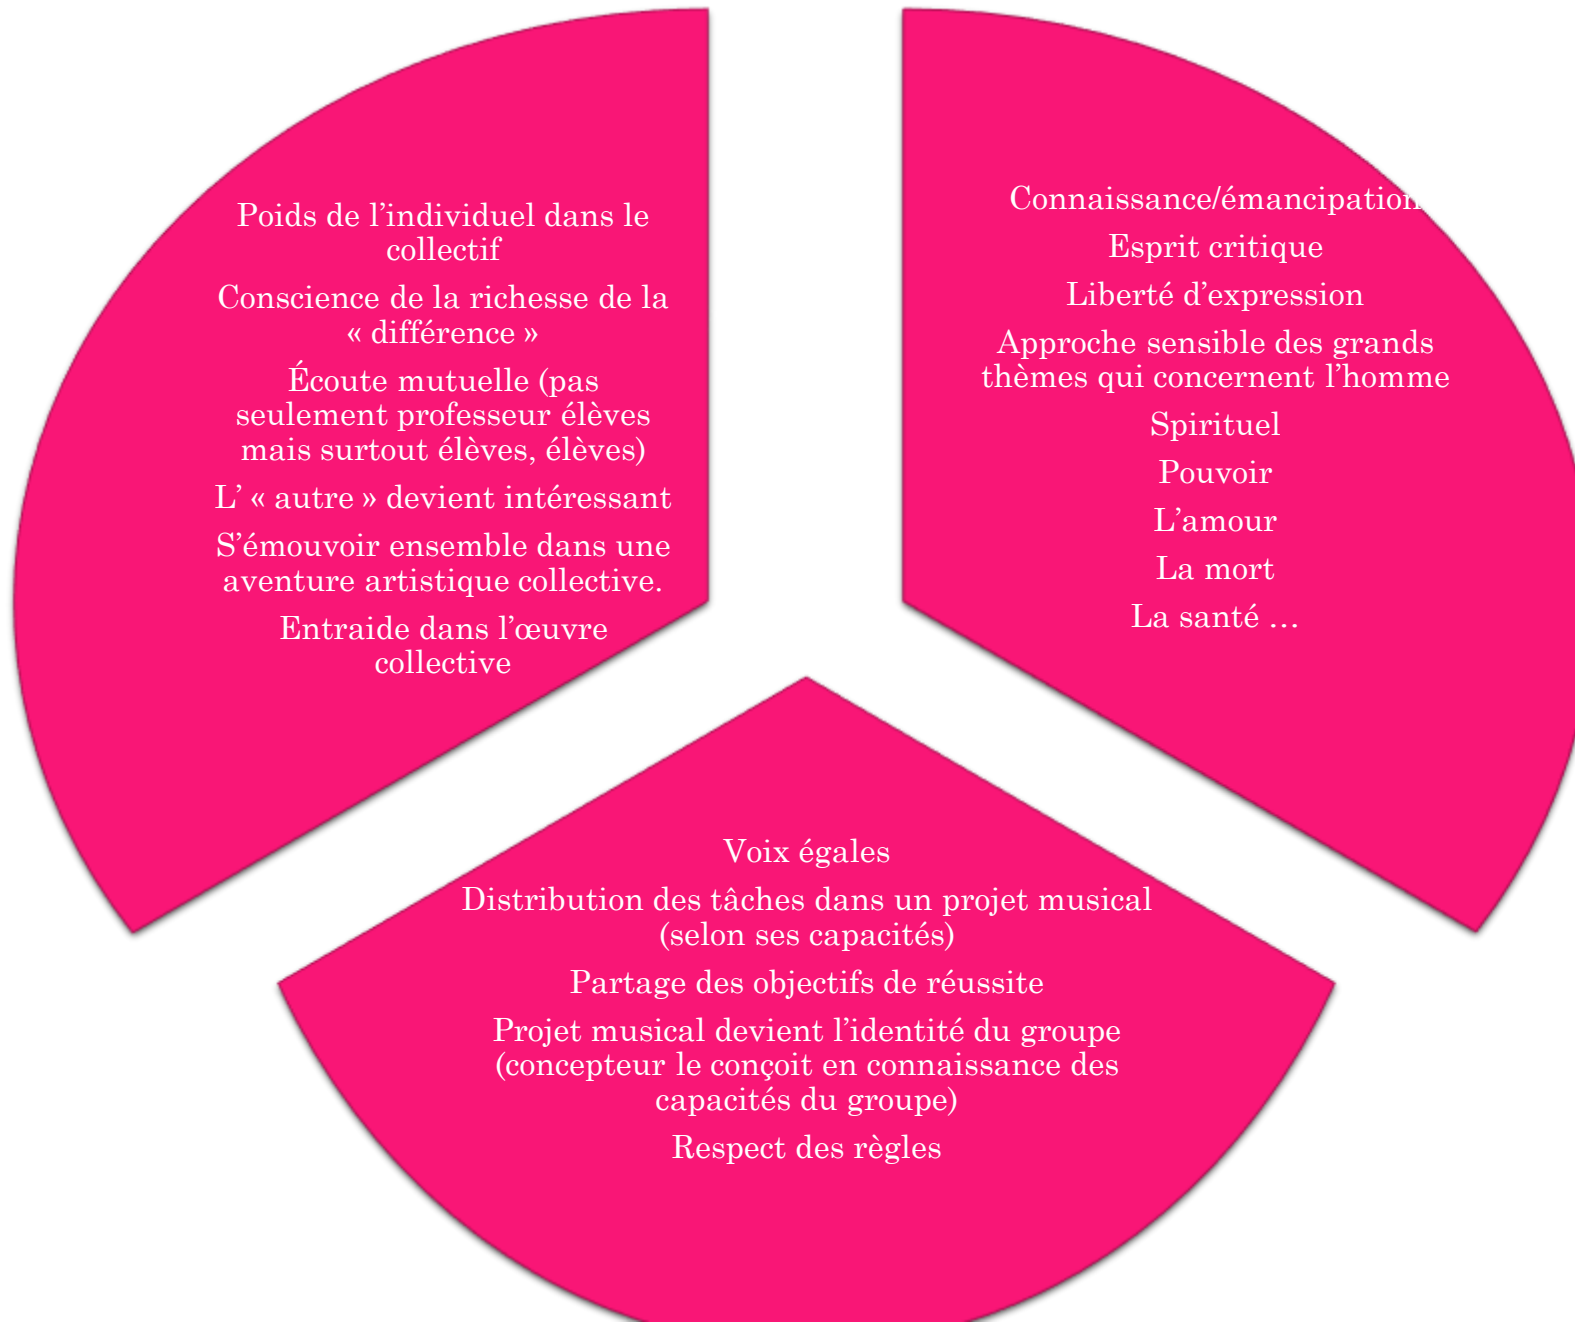 Poids de l’individuel dans le
collectif
Conscience de la richesse de la
« différence »
Écoute mutuelle (pas
seulement professeur élèves
mais surtout élèves, élèves)
L’ « autre » devient intéressant
S’émouvoir ensemble dans une
aventure artistique collective.
Entraide dans l’œuvre
collective
Connaissance/émancipation
Esprit critique
Liberté d’expression
Approche sensible des grands
thèmes qui concernent l’homme
Spirituel
Pouvoir
L’amour
La mort
La santé …
Voix égales
Distribution des tâches dans un projet musical
(selon ses capacités)
Partage des objectifs de réussite
Projet musical devient l’identité du groupe
(concepteur le conçoit en connaissance des
capacités du groupe)
Respect des règles